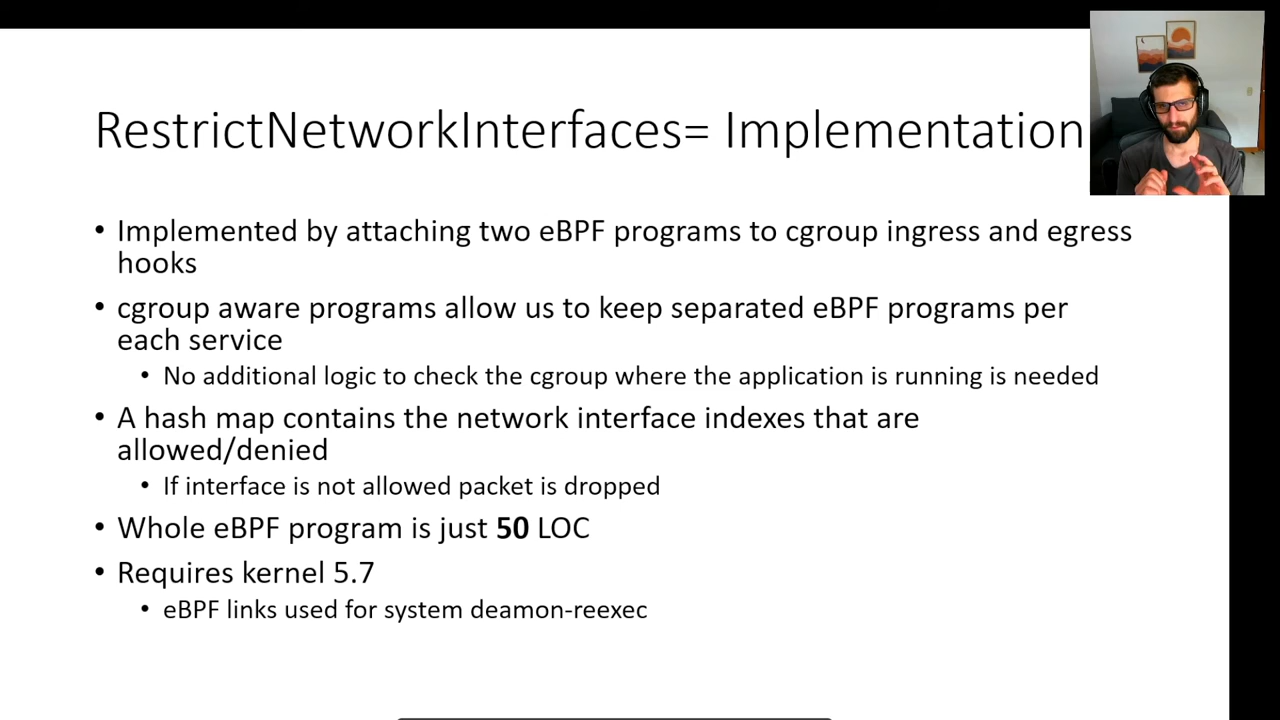 RestrictNetworkInterfaces= Implementation
• Implemented by attaching two eBPF programs to cgroup ingress and egress
hooks
• cgroup aware programs allow us to keep separated eBPF programs per
each service
• No additional logic to check the cgroup where the application is running is needed
• A hash map contains the network interface indexes that are
allowed/denied
• If interface is not allowed packet is dropped
• Whole eBPF program is just 50 LOC
• Requires kernel 5.7
• eBPF links used for system deamon-reexec